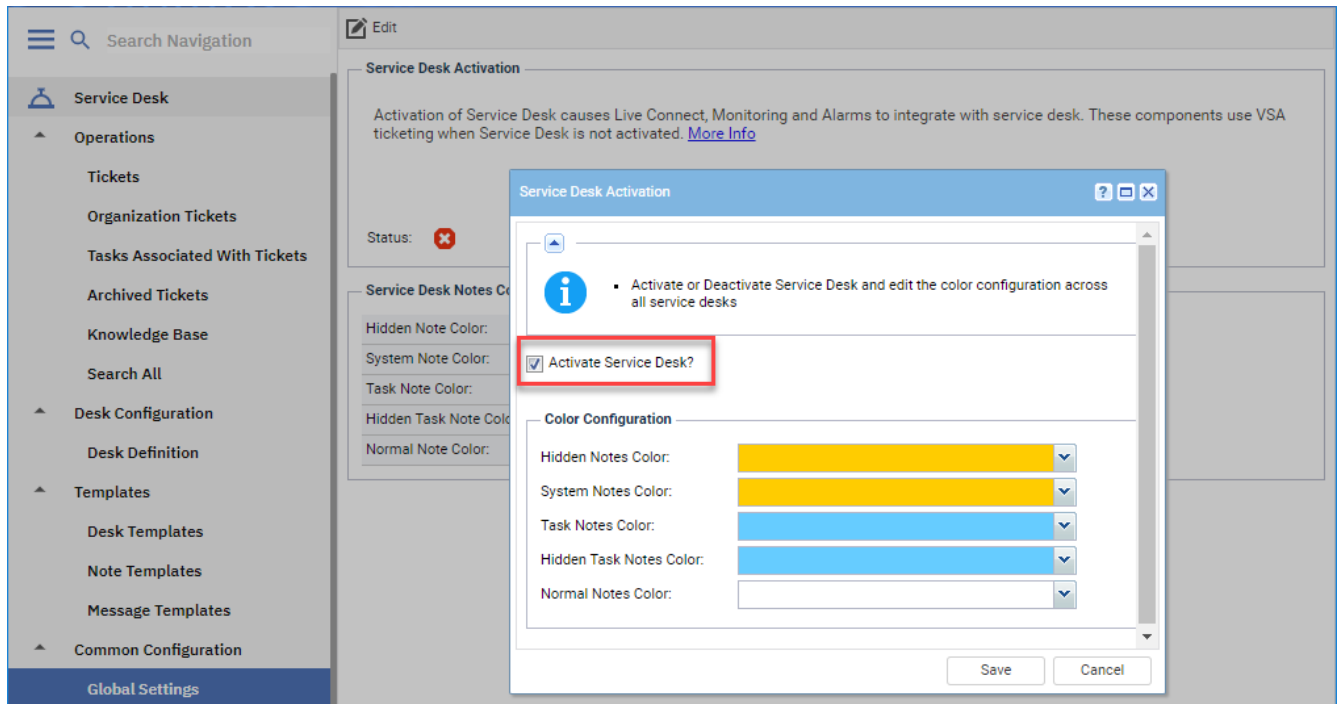 Search Navigation
Service Desk
Operations
Tickets
Organization Tickets
Tasks Associated With Tickets
Archived Tickets
Knowledge Base
Search All
Desk Configuration
Desk Definition
Templates
Desk Templates
Note Templates
Message Templates
Common Configuration
Global Settings
Edit
Service Desk Activation
Activation of Service Desk causes Live Connect, Monitoring and Alarms to integrate with service desk. These components use VSA
ticketing when Service Desk is not activated. More Info
Status:
Service Desk Notes
Hidden Note Color:
System Note Color:
Task Note Color:
Hidden Task Note
Normal Note Color:
Service Desk Activation
?
Activate or Deactivate Service Desk and edit the color configuration across
all service desks
Activate Service Desk?
Color Configuration
Hidden Notes Color:
System Notes Color:
Task Notes Color:
Hidden Task Notes Color:
Normal Notes Color:
Save
Cancel